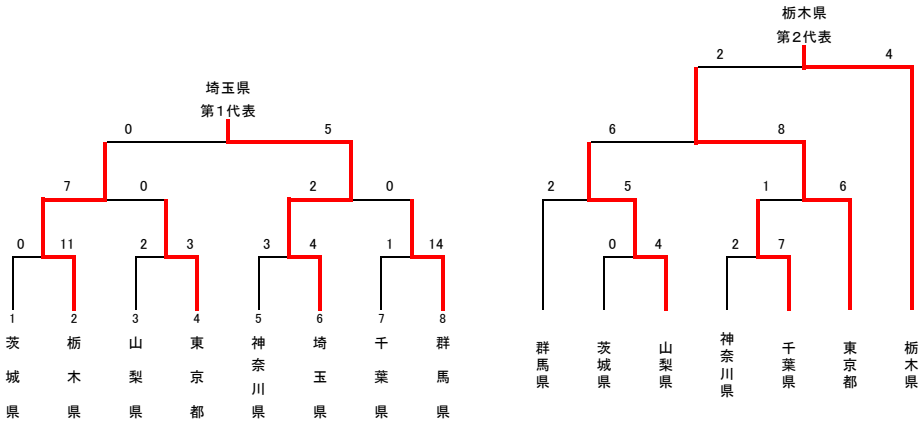 埼玉県
第1代表
0 5
7 0 2 0
0 11 2 3 3 4 1 14
1 2 3 4 5 6 7 8
茨城県
栃木県
山梨県
東京都
神奈川県
埼玉県
千葉県
群馬県
栃木県
第2代表
2 4
6 8
2 5 1 6
0 4 2 7
群馬県
茨城県
山梨県
神奈川県
千葉県
東京都
栃木県